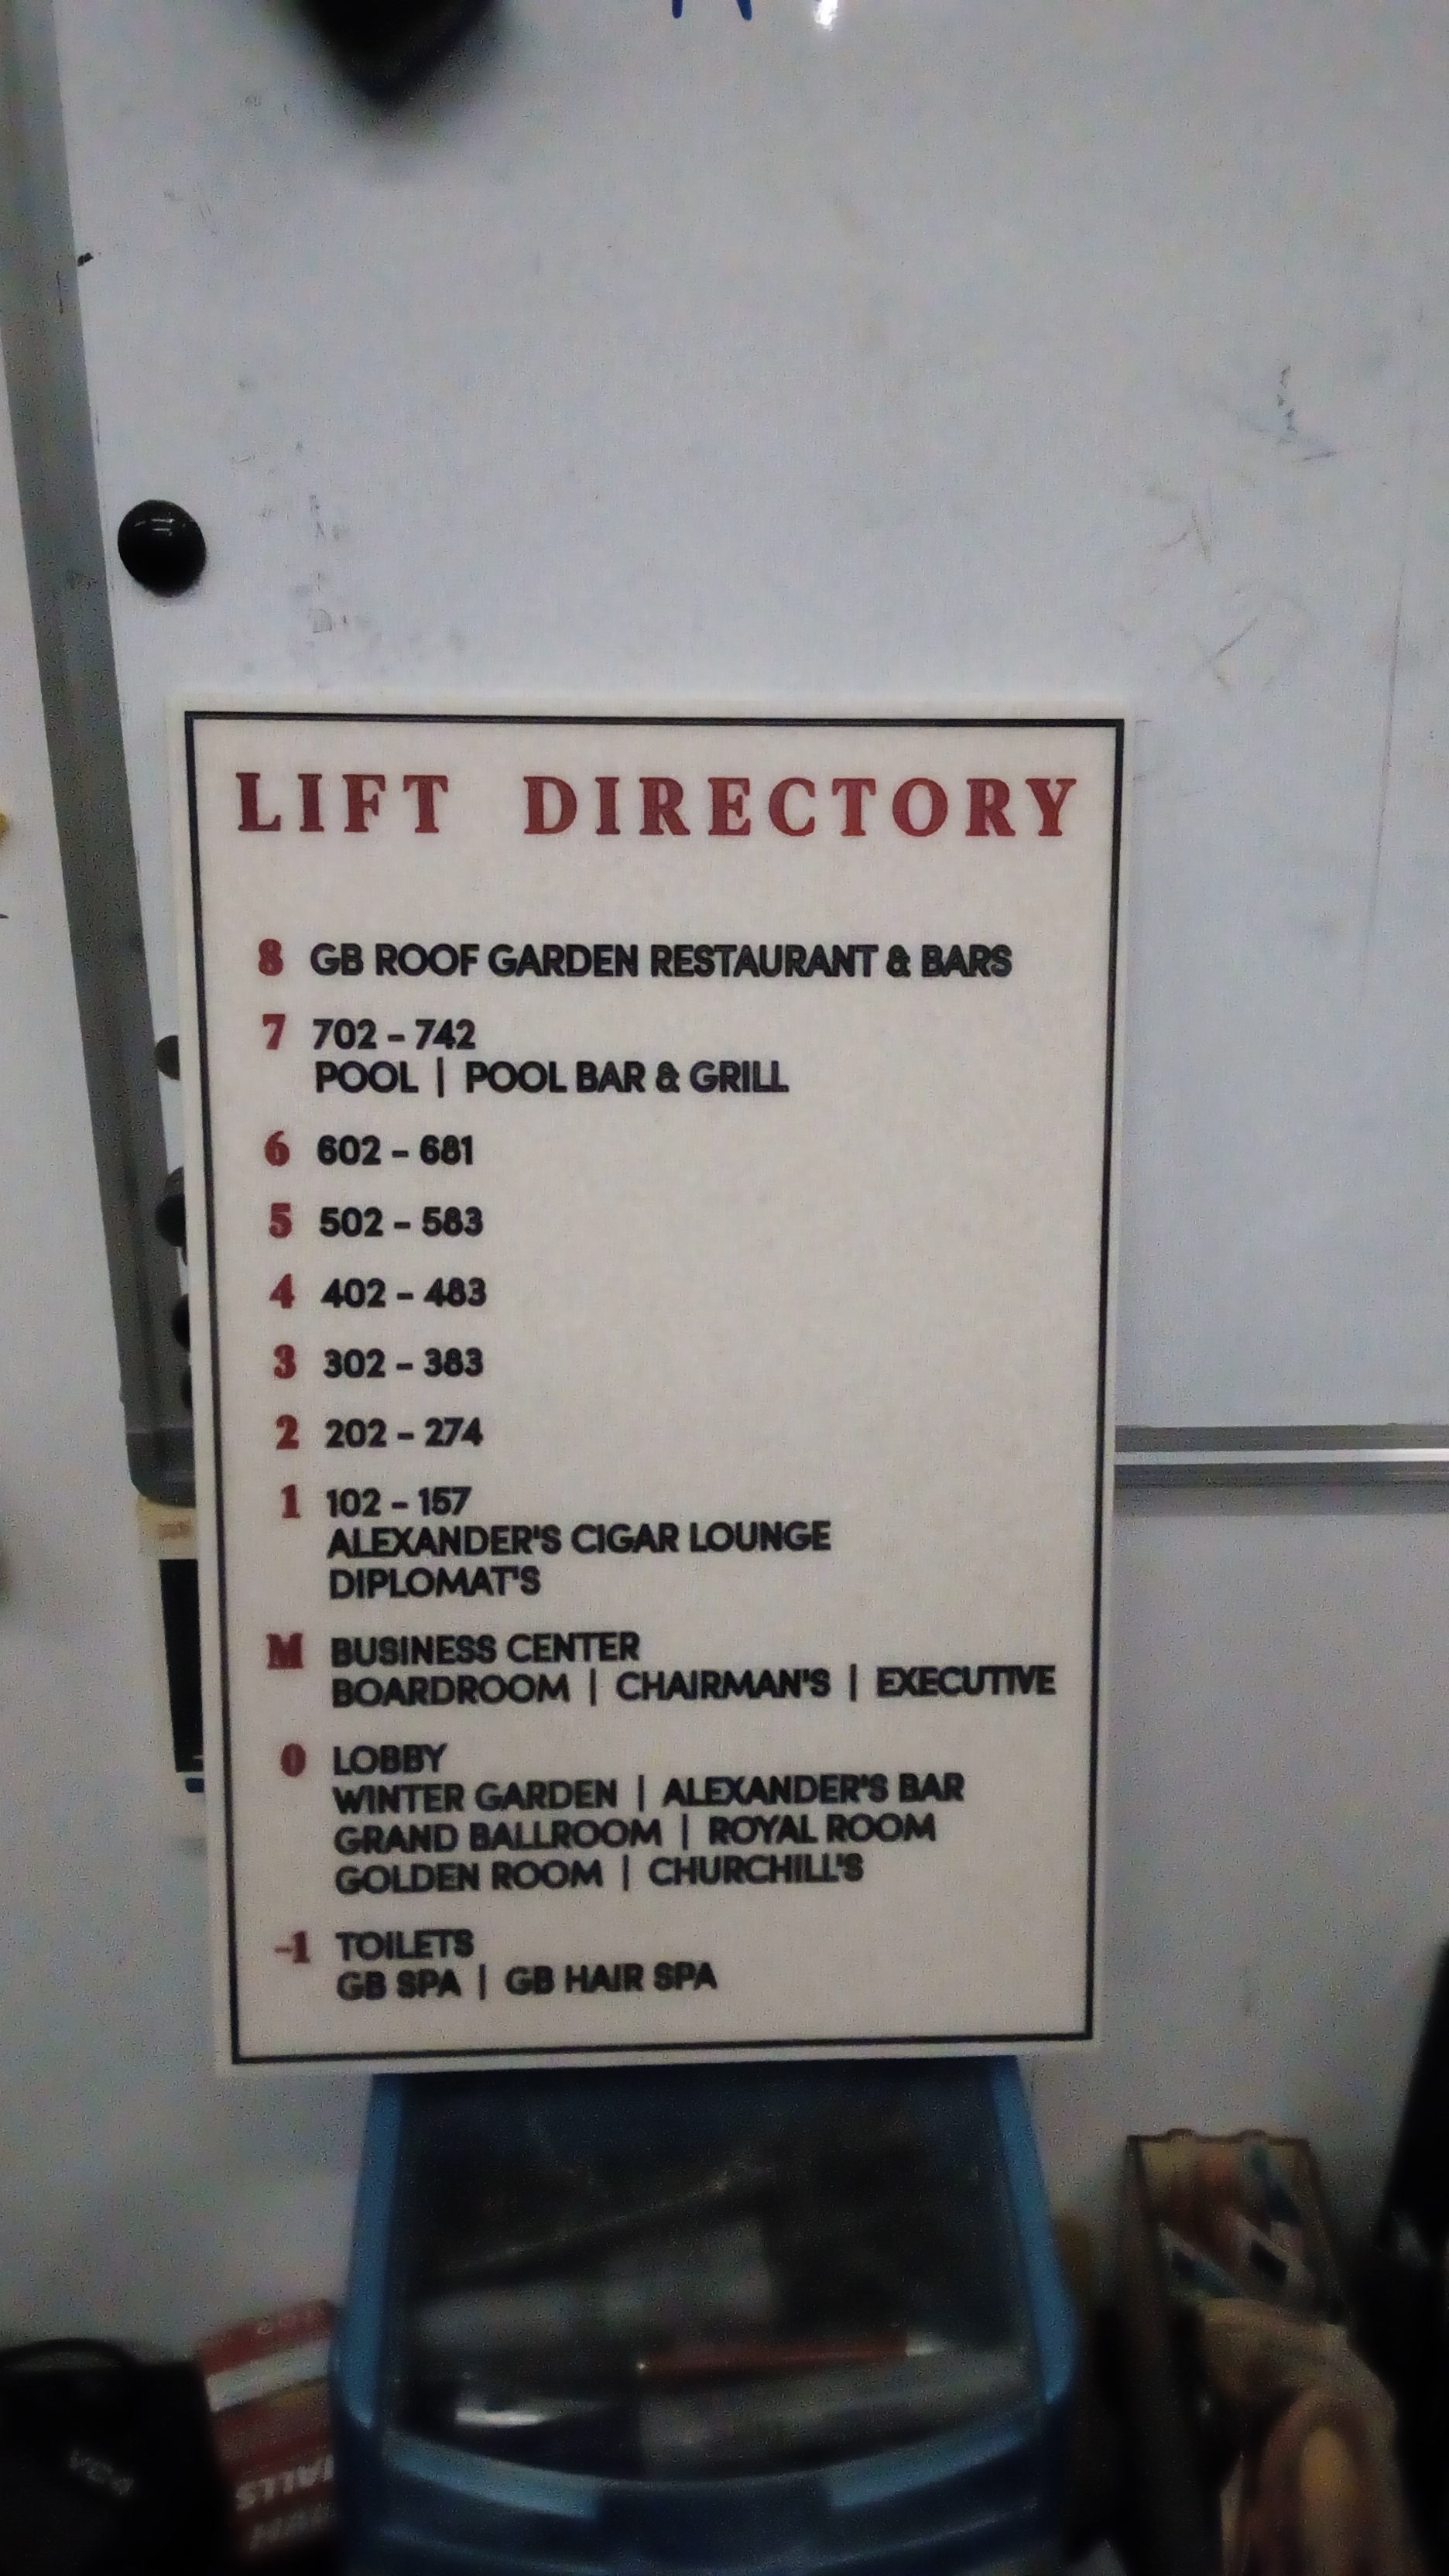 LIFT DIRECTORY
8 GB ROOF GARDEN RESTAURANT & BARS
7 702 - 742
POOL | POOL BAR & GRILL
6 602 - 681
5 502 - 583
4 402 - 483
3 302 - 383
2 202 - 274
1 102 - 157
ALEXANDER'S CIGAR LOUNGE
DIPLOMAT'S
M BUSINESS CENTER
BOARDROOM | CHAIRMAN'S | EXECUTIVE
0 LOBBY
WINTER GARDEN | ALEXANDER'S BAR
GRAND BALLROOM | ROYAL ROOM
GOLDEN ROOM | CHURCHILL'S
-1 TOILETS
GB SPA | GB HAIR SPA